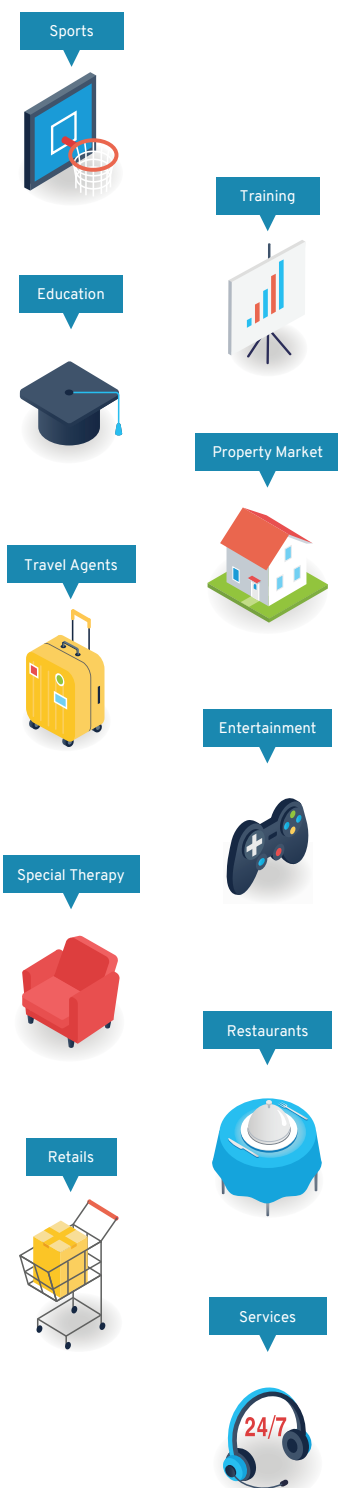 Sports
Training
Education
Property Market
Travel Agents
Entertainment
Special Therapy
Restaurants
Retails
Services
24/7